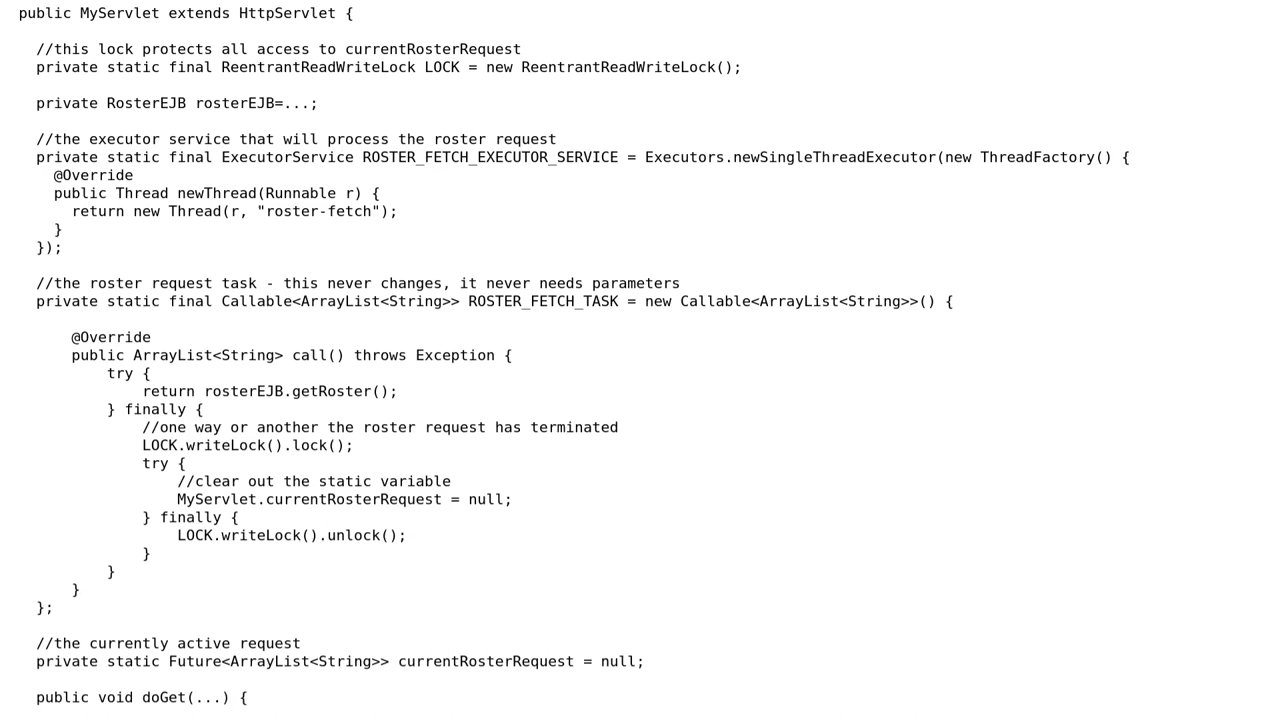 public MyServlet extends HttpServlet {
//this lock protects all access to currentRosterRequest
private static final ReentrantReadWriteLock LOCK = new ReentrantReadWriteLock();
private RosterEJB rosterEJB=...;
//the executor service that will process the roster request
private static final ExecutorService ROSTER_FETCH_EXECUTOR_SERVICE = Executors.newSingleThreadExecutor(new ThreadFactory() {
@Override
public Thread newThread(Runnable r) {
return new Thread(r, "roster-fetch");
}
});
//the roster request task - this never changes, it never needs parameters
private static final Callable<ArrayList<String>> ROSTER_FETCH_TASK = new Callable<ArrayList<String>>() {
@Override
public ArrayList<String> call() throws Exception {
try {
return rosterEJB.getRoster();
} finally {
//one way or another the roster request has terminated
LOCK.writeLock().lock();
try {
//clear out the static variable
MyServlet.currentRosterRequest = null;
} finally {
LOCK.writeLock().unlock();
}
}
}
};
//the currently active request
private static Future<ArrayList<String>> currentRosterRequest = null;
public void doGet(...) {